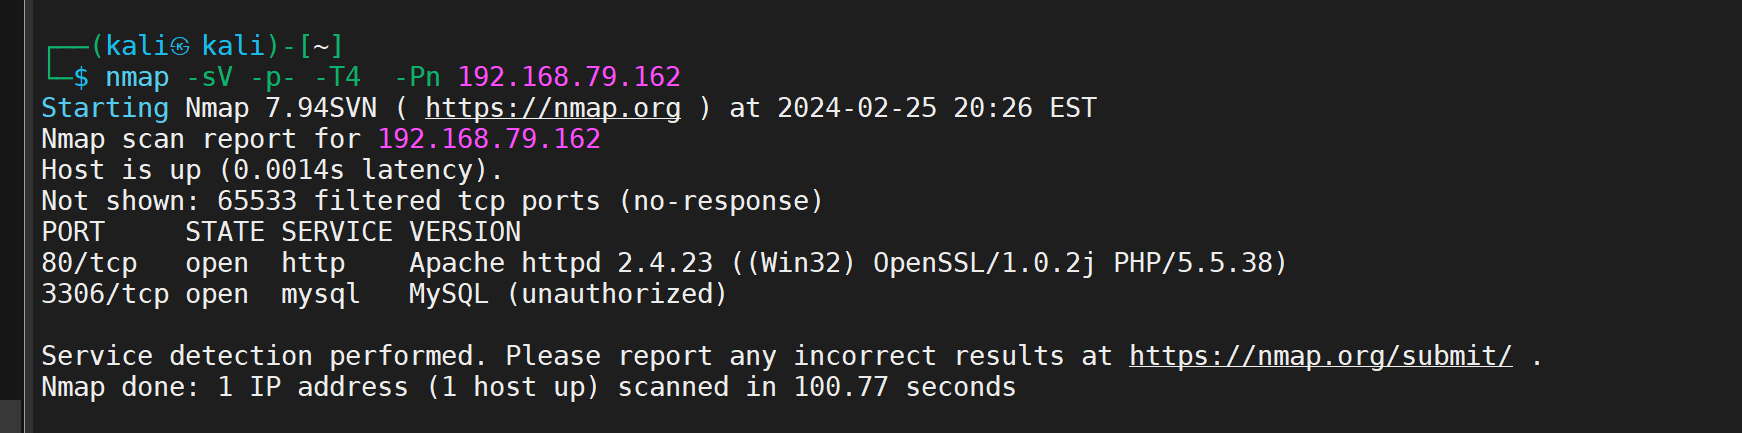 ┌──(kali㉿kali)-[~]
└─$ nmap -sV -p- -T4  -Pn 192.168.79.162
Starting Nmap 7.94SVN ( https://nmap.org ) at 2024-02-25 20:26 EST
Nmap scan report for 192.168.79.162
Host is up (0.0014s latency).
Not shown: 65533 filtered tcp ports (no-response)
PORT     STATE SERVICE VERSION
80/tcp   open  http    Apache httpd 2.4.23 ((Win32) OpenSSL/1.0.2j PHP/5.5.38)
3306/tcp open  mysql   MySQL (unauthorized)
Service detection performed. Please report any incorrect results at https://nmap.org/submit/ .
Nmap done: 1 IP address (1 host up) scanned in 100.77 seconds